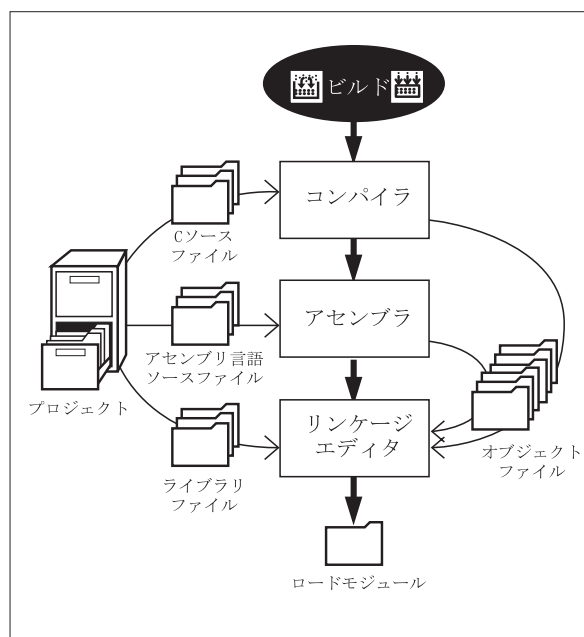 ビルド
コンパイラ
Cソース
ファイル
アセンブラ
アセンブリ言語
ソースファイル
プロジェクト
リンケージ
エディタ
オブジェクト
ファイル
ライブラリ
ファイル
ロードモジュール